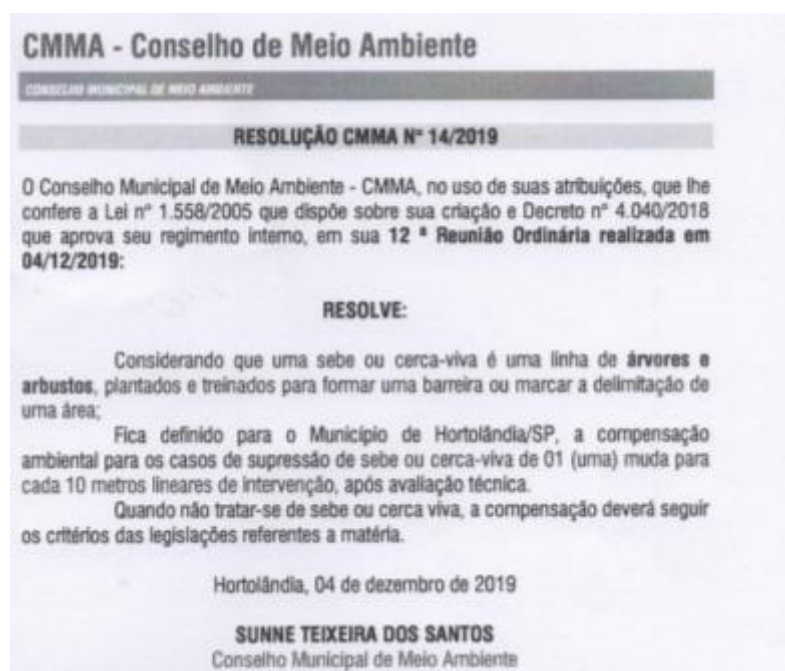 CMMA - Conselho de Meio Ambiente
CONSELHO MUNICIPAL DE MEIO AMBIENTE
RESOLUÇÃO CMMA Nº 14/2019
O Conselho Municipal de Meio Ambiente - CMMA, no uso de suas atribuições, que lhe
confere a Lei nº 1.558/2005 que dispõe sobre sua criação e Decreto nº 4.040/2018
que aprova seu regimento interno, em sua 12 ª Reunião Ordinária realizada em
04/12/2019:
RESOLVE:
Considerando que uma sebe ou cerca-viva é uma linha de árvores e
arbustos, plantados e treinados para formar uma barreira ou marcar a delimitação de
uma área;
Fica definido para o Município de Hortolândia/SP, a compensação
ambiental para os casos de supressão de sebe ou cerca-viva de 01 (uma) muda para
cada 10 metros lineares de intervenção, após avaliação técnica.
Quando não tratar-se de sebe ou cerca viva, a compensação deverá seguir
os critérios das legislações referentes a matéria.
Hortolândia, 04 de dezembro de 2019
SUNNE TEIXEIRA DOS SANTOS
Conselho Municipal de Meio Ambiente